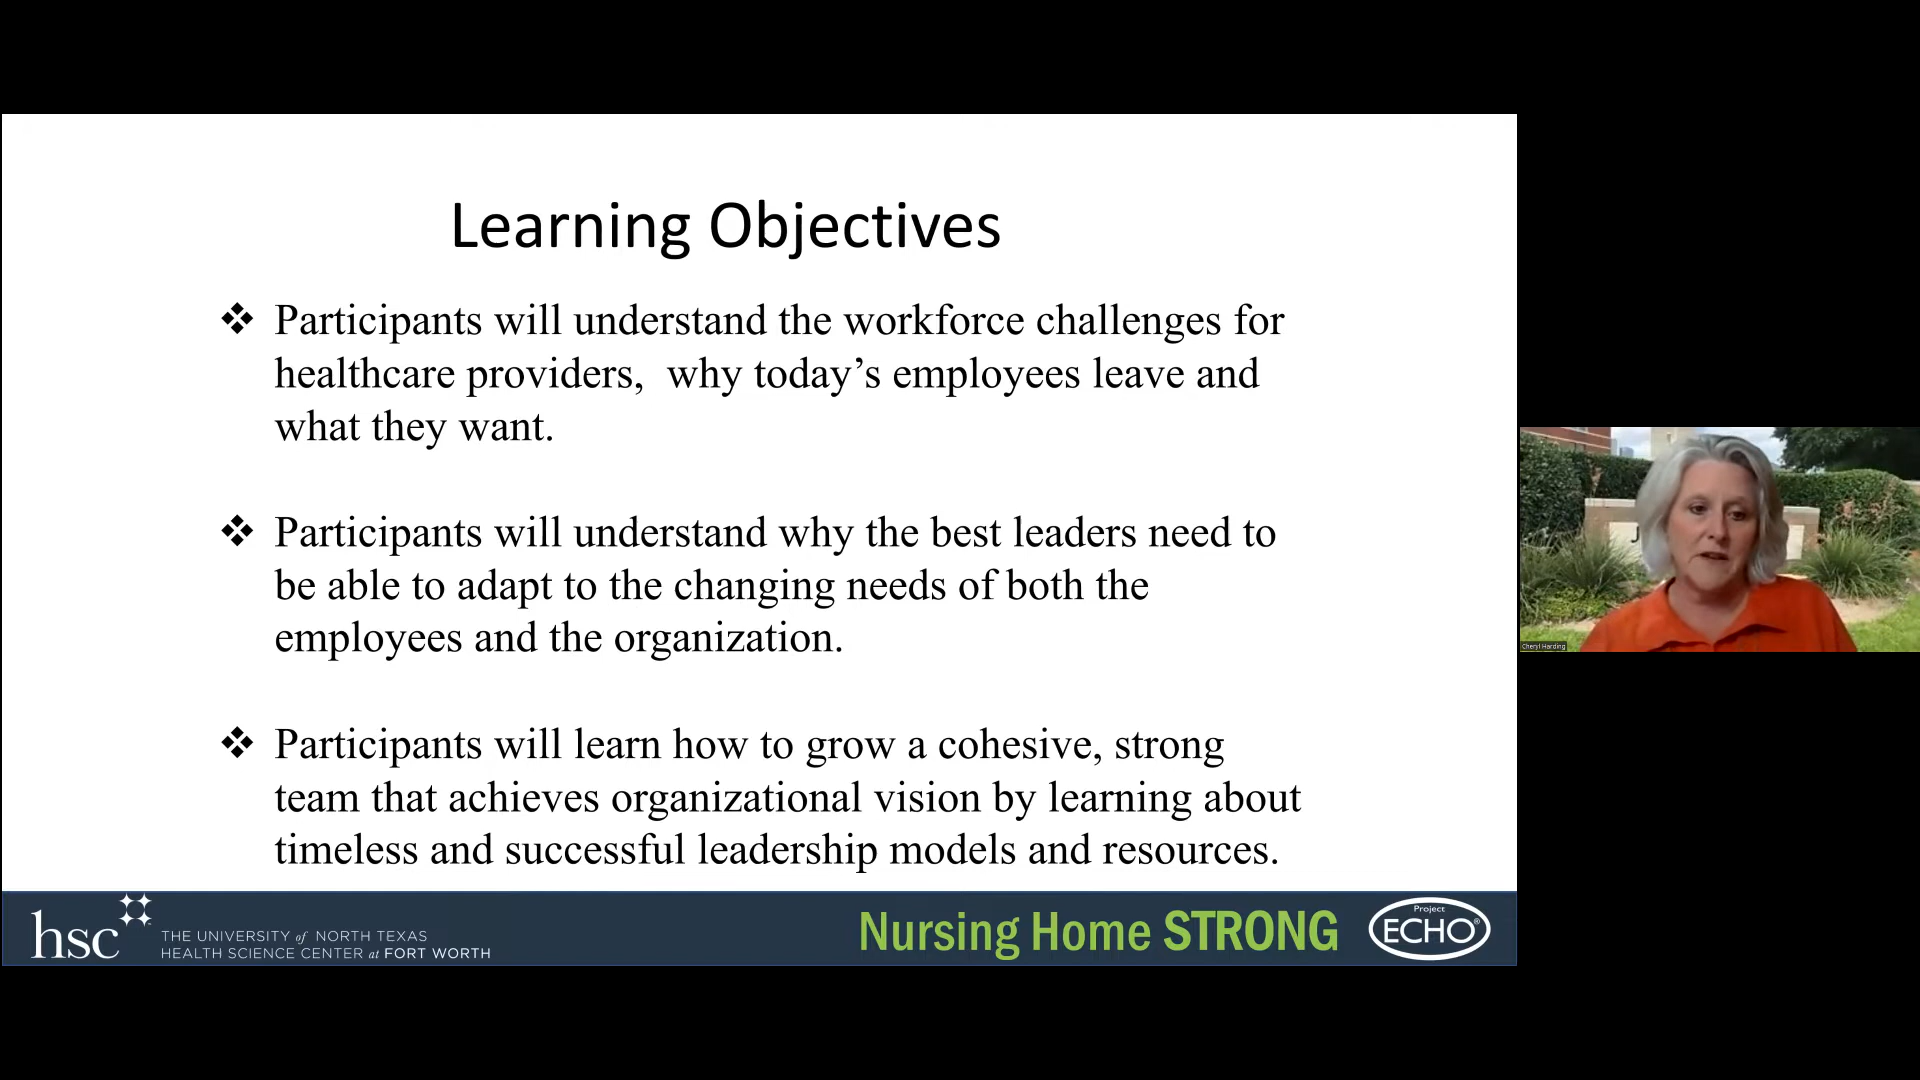 Learning Objectives
❖ Participants will understand the workforce challenges for
healthcare providers,  why today’s employees leave and
what they want.
❖ Participants will understand why the best leaders need to
be able to adapt to the changing needs of both the
employees and the organization.
❖ Participants will learn how to grow a cohesive, strong
team that achieves organizational vision by learning about
timeless and successful leadership models and resources.
hsc
THE UNIVERSITY of NORTH TEXAS
HEALTH SCIENCE CENTER at FORT WORTH
Nursing Home STRONG
Project
ECHO®
Cheryl Harding